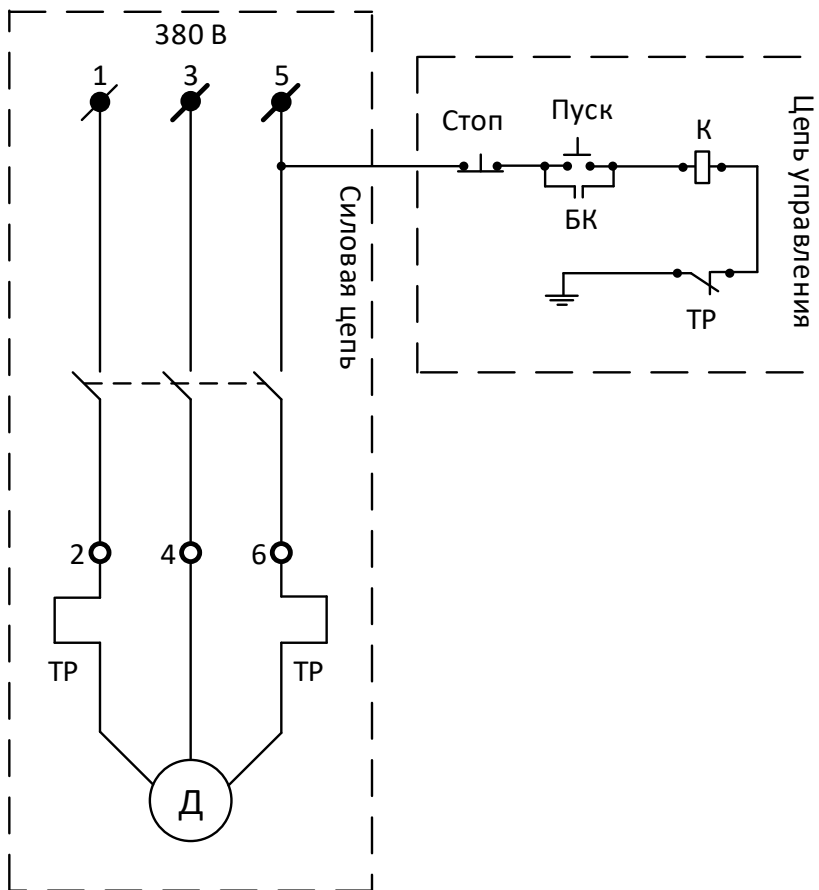 380 В
1 3 5
Стоп
Пуск
К
БК
ТР
Цепь управления
Силовая цепь
2 4 6
ТР ТР
Д